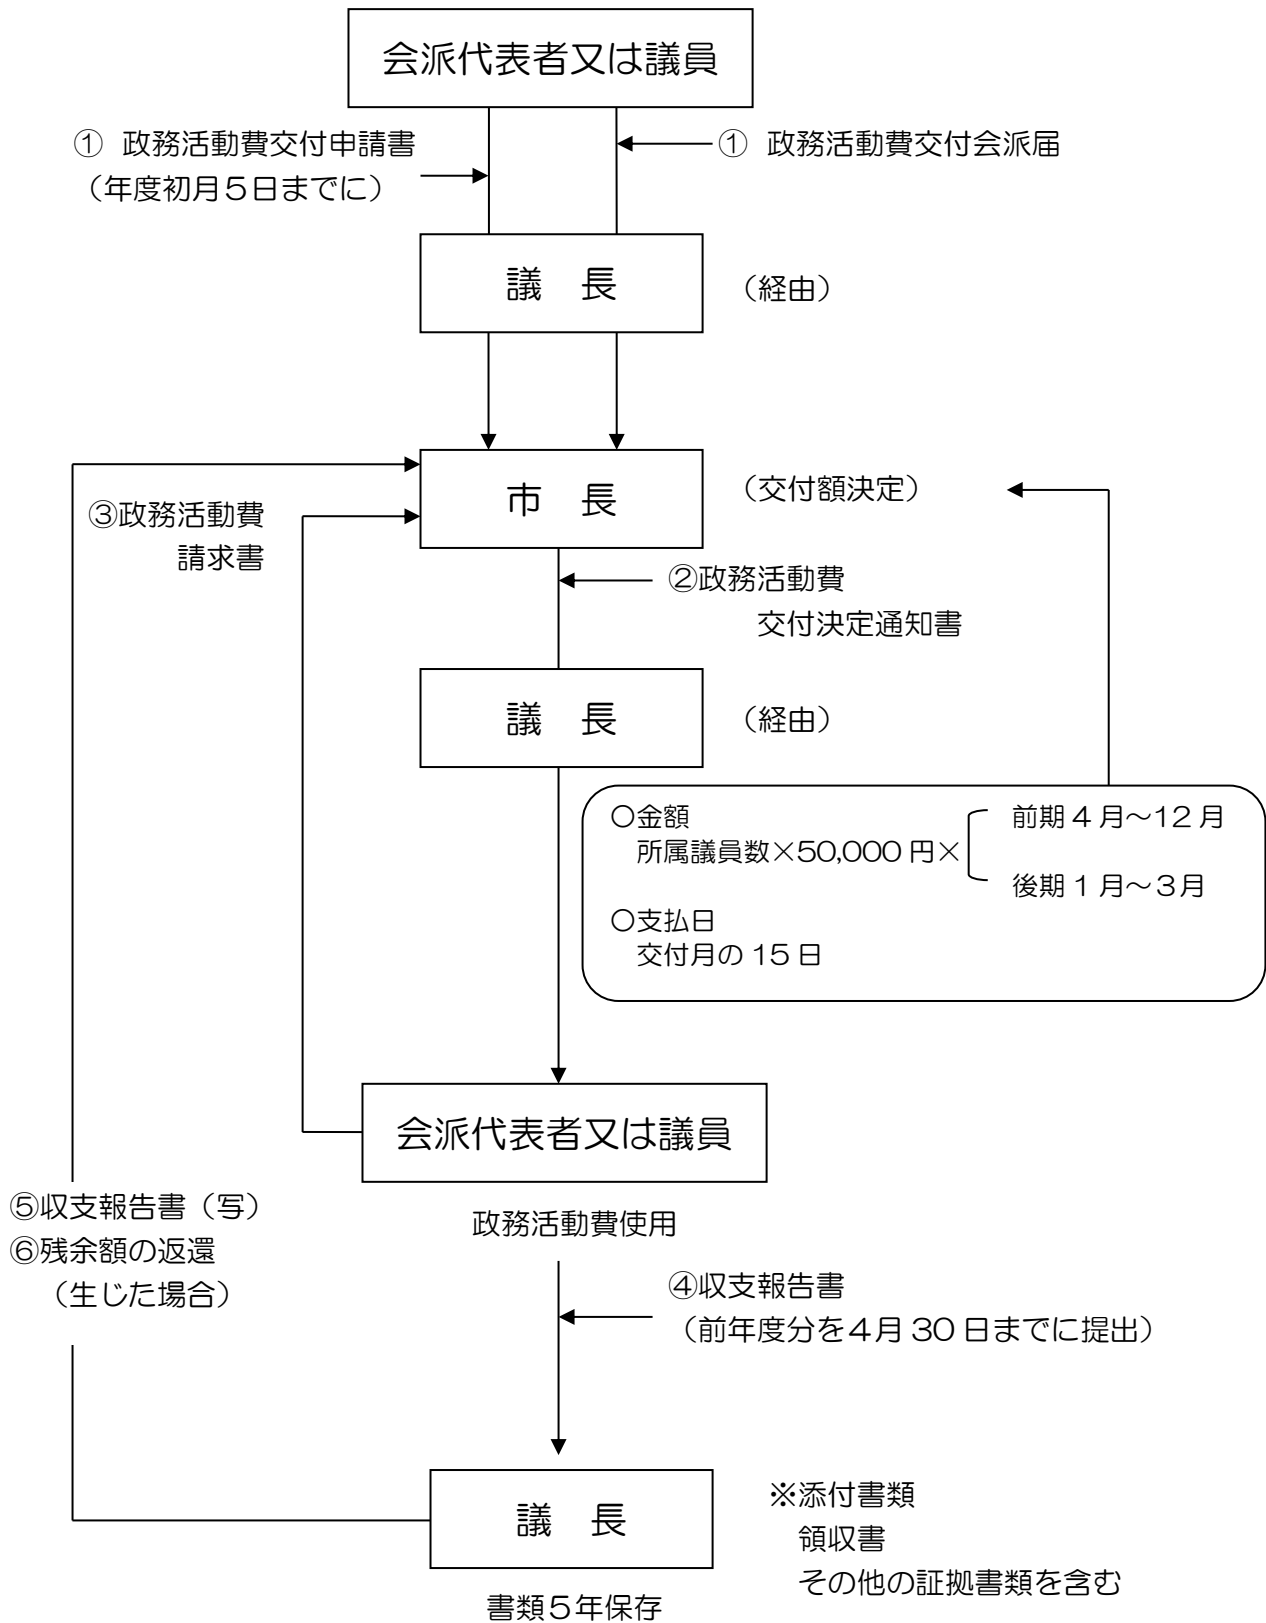 会派代表者又は議員
① 政務活動費交付申請書
（年度初月５日までに）
① 政務活動費交付会派届
議　長
（経由）
市　長
（交付額決定）
③政務活動費
請求書
②政務活動費
交付決定通知書
議　長
（経由）
○金額
所属議員数×50,000 円×
前期 4 月～12 月
後期 1 月～３月
○支払日
交付月の 15 日
会派代表者又は議員
政務活動費使用
⑤収支報告書（写）
⑥残余額の返還
（生じた場合）
④収支報告書
（前年度分を４月 30 日までに提出）
議　長
書類５年保存
※添付書類
領収書
その他の証拠書類を含む